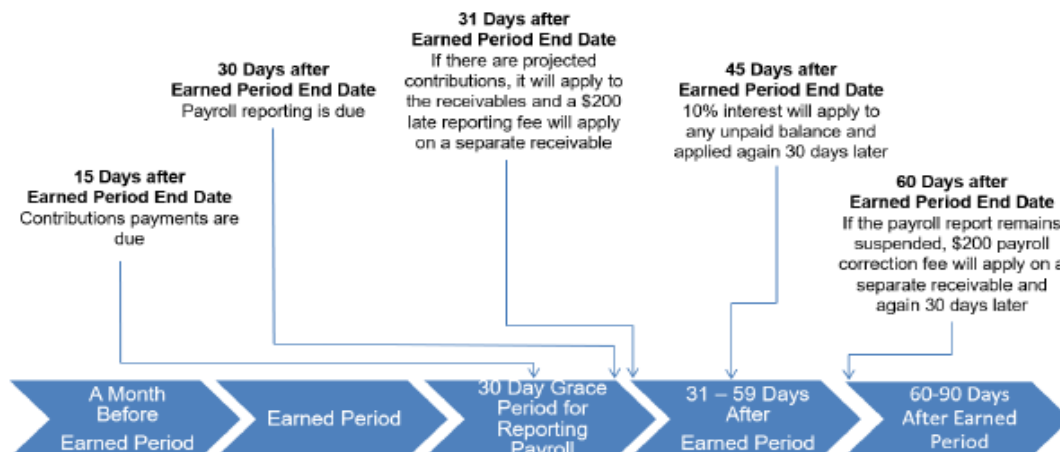 31 Days after
Earned Period End Date
If there are projected
contributions, it will apply to
the receivables and a $200
late reporting fee will apply
on a separate receivable
30 Days after
Earned Period End Date
Payroll reporting is due
45 Days after
Earned Period End Date
10% interest will apply to
any unpaid balance and
applied again 30 days later
15 Days after
Earned Period End Date
Contributions payments are
due
60 Days after
Earned Period End Date
If the payroll report remains
suspended, $200 payroll
correction fee will apply on a
separate receivable and
again 30 days later
A Month
Before
Earned Period
Earned Period
30 Day Grace
Period for
Reporting
Payroll
31 – 59 Days
After
Earned Period
60-90 Days
After Earned
Period